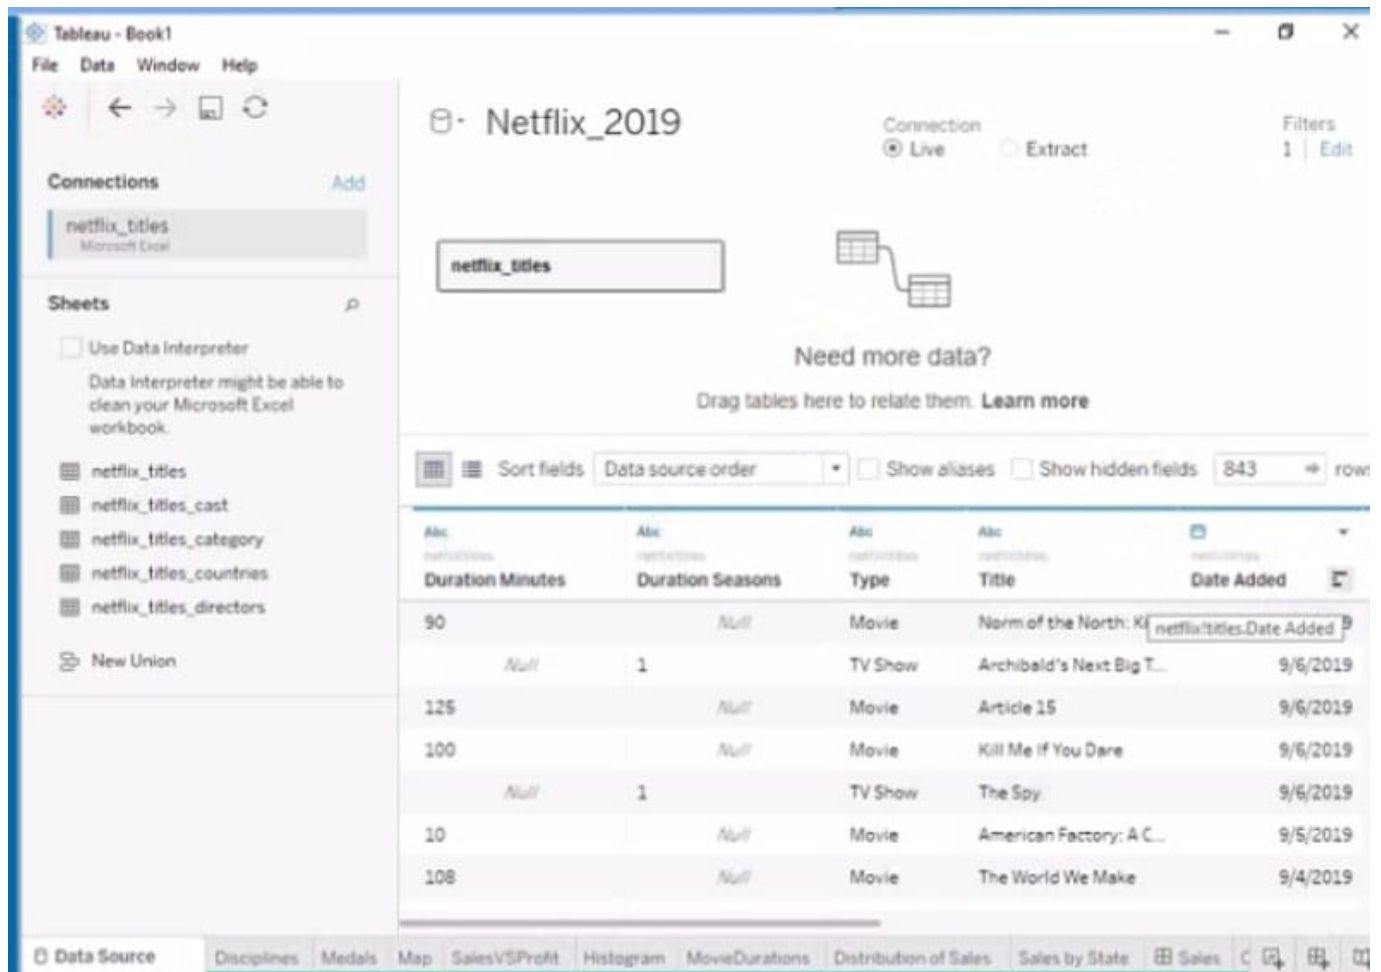 Tableau - Book1
File Data Window Help
Netflix_2019
Connection
Live Extract
Filters
1 Edit
Connections Add
netflix_titles
Microsoft Excel
Sheets
Use Data Interpreter
Data Interpreter might be able to
clean your Microsoft Excel
workbook.
netflix_titles
netflix_titles_cast
netflix_titles_category
netflix_titles_countries
netflix_titles_directors
New Union
netflix_titles
Need more data?
Drag tables here to relate them. Learn more
Sort fields Data source order Show aliases Show hidden fields 843 rows
Abc Abc Abc Abc
Duration Minutes Duration Seasons Type Title Date Added
90 Null Movie Norm of the North: Ki netflix!titles.Date Added 9
Null 1 TV Show Archibald's Next Big T... 9/6/2019
125 Null Movie Article 15 9/6/2019
100 Null Movie Kill Me If You Dare 9/6/2019
Null 1 TV Show The Spy 9/6/2019
10 Null Movie American Factory: A C... 9/5/2019
108 Null Movie The World We Make 9/4/2019
Data Source Disciplines Medals Map SalesVSProfit Histogram MovieDurations Distribution of Sales Sales by State Sales C